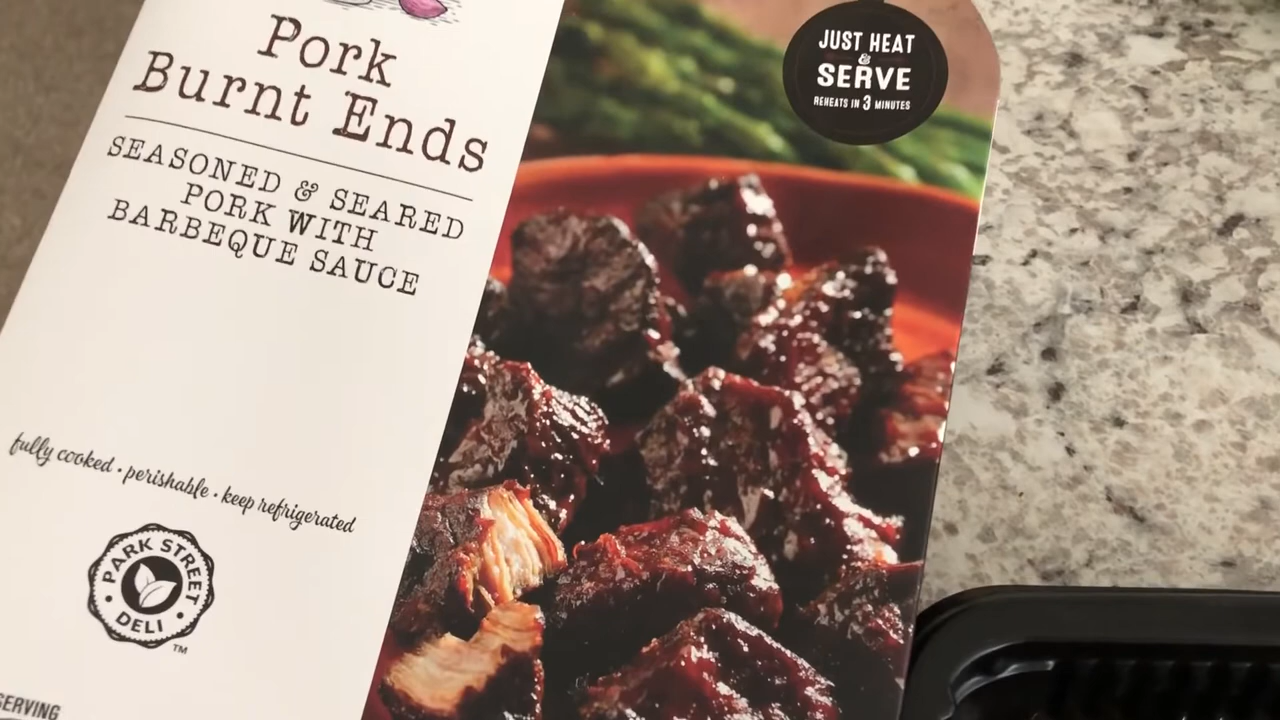 Pork
Burnt Ends
SEASONED & SEARED
PORK WITH
BARBEQUE SAUCE
fully cooked • perishable • keep refrigerated
PARK STREET
DELI
TM
SERVING
JUST HEAT
&
SERVE
REHEATS IN 3 MINUTES